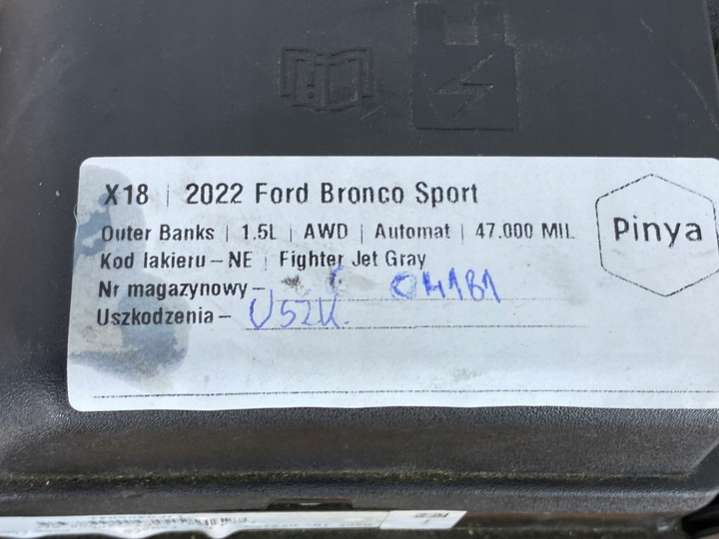 X18 | 2022 Ford Bronco Sport
Outer Banks | 1.5L | AWD | Automat | 47.000 MIL
Pinya
Kod lakieru – NE | Fighter Jet Gray
Nr magazynowy – 04181
Uszkodzenia – USZK